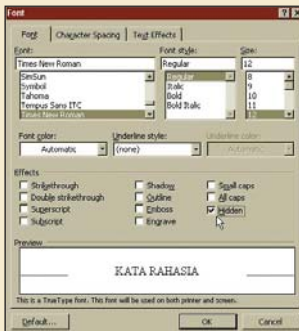 Font
Font Character Spacing Text Effects
Font: Font style: Size:
Times New Roman Regular 12
SimSun Regular 8
Symbol Italic 9
Tahoma Bold 10
Tempus Sans ITC Bold Italic 11
Times New Roman 12
Font color: Underline style: Underline color:
Automatic (none) Automatic
Effects
Strikethrough Shadow Small caps
Double strikethrough Outline All caps
Superscript Emboss Hidden
Subscript Engrave
Preview
KATA RAHASIA
This is a TrueType font. This font will be used on both printer and screen.
Default... OK Cancel